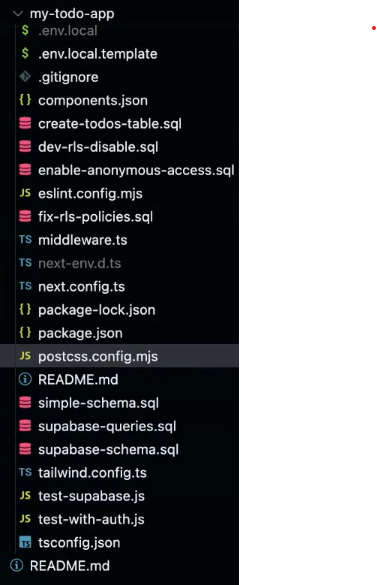 my-todo-app
$ .env.local
$ .env.local.template
.gitignore
{} components.json
create-todos-table.sql
dev-rls-disable.sql
enable-anonymous-access.sql
JS eslint.config.mjs
fix-rls-policies.sql
TS middleware.ts
TS next-env.d.ts
TS next.config.ts
{} package-lock.json
{} package.json
JS postcss.config.mjs
README.md
simple-schema.sql
supabase-queries.sql
supabase-schema.sql
TS tailwind.config.ts
JS test-supabase.js
JS test-with-auth.js
TS tsconfig.json
README.md